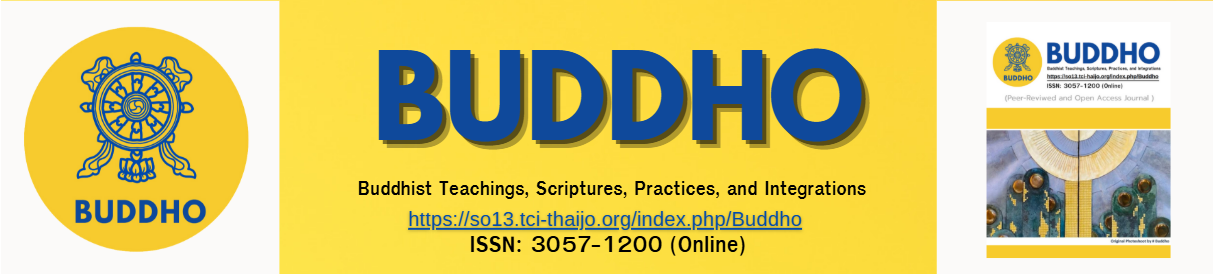 BUDDHO
BUDDHO
Buddhist Teachings, Scriptures, Practices, and Integrations
https://so13.tci-thaijo.org/index.php/Buddho
ISSN: 3057-1200 (Online)
BUDDHO
BUDDHO
Buddhist Teachings, Scriptures, Practices, and Integrations
https://so13.tci-haijo.org/index.php/Buddho
ISSN: 3057-1200 (Online)
(Peer-Reviwed and Open Access Journal )